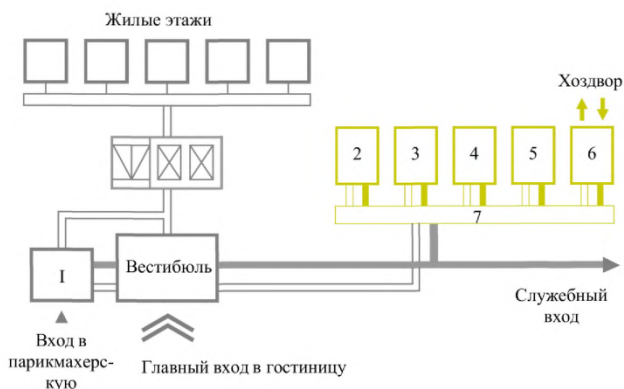 Жилые этажи
Хоздвор
2 3 4 5 6
7
I
Вестибюль
Служебный
вход
Вход в
парикмахерс-
кую
Главный вход в гостиницу